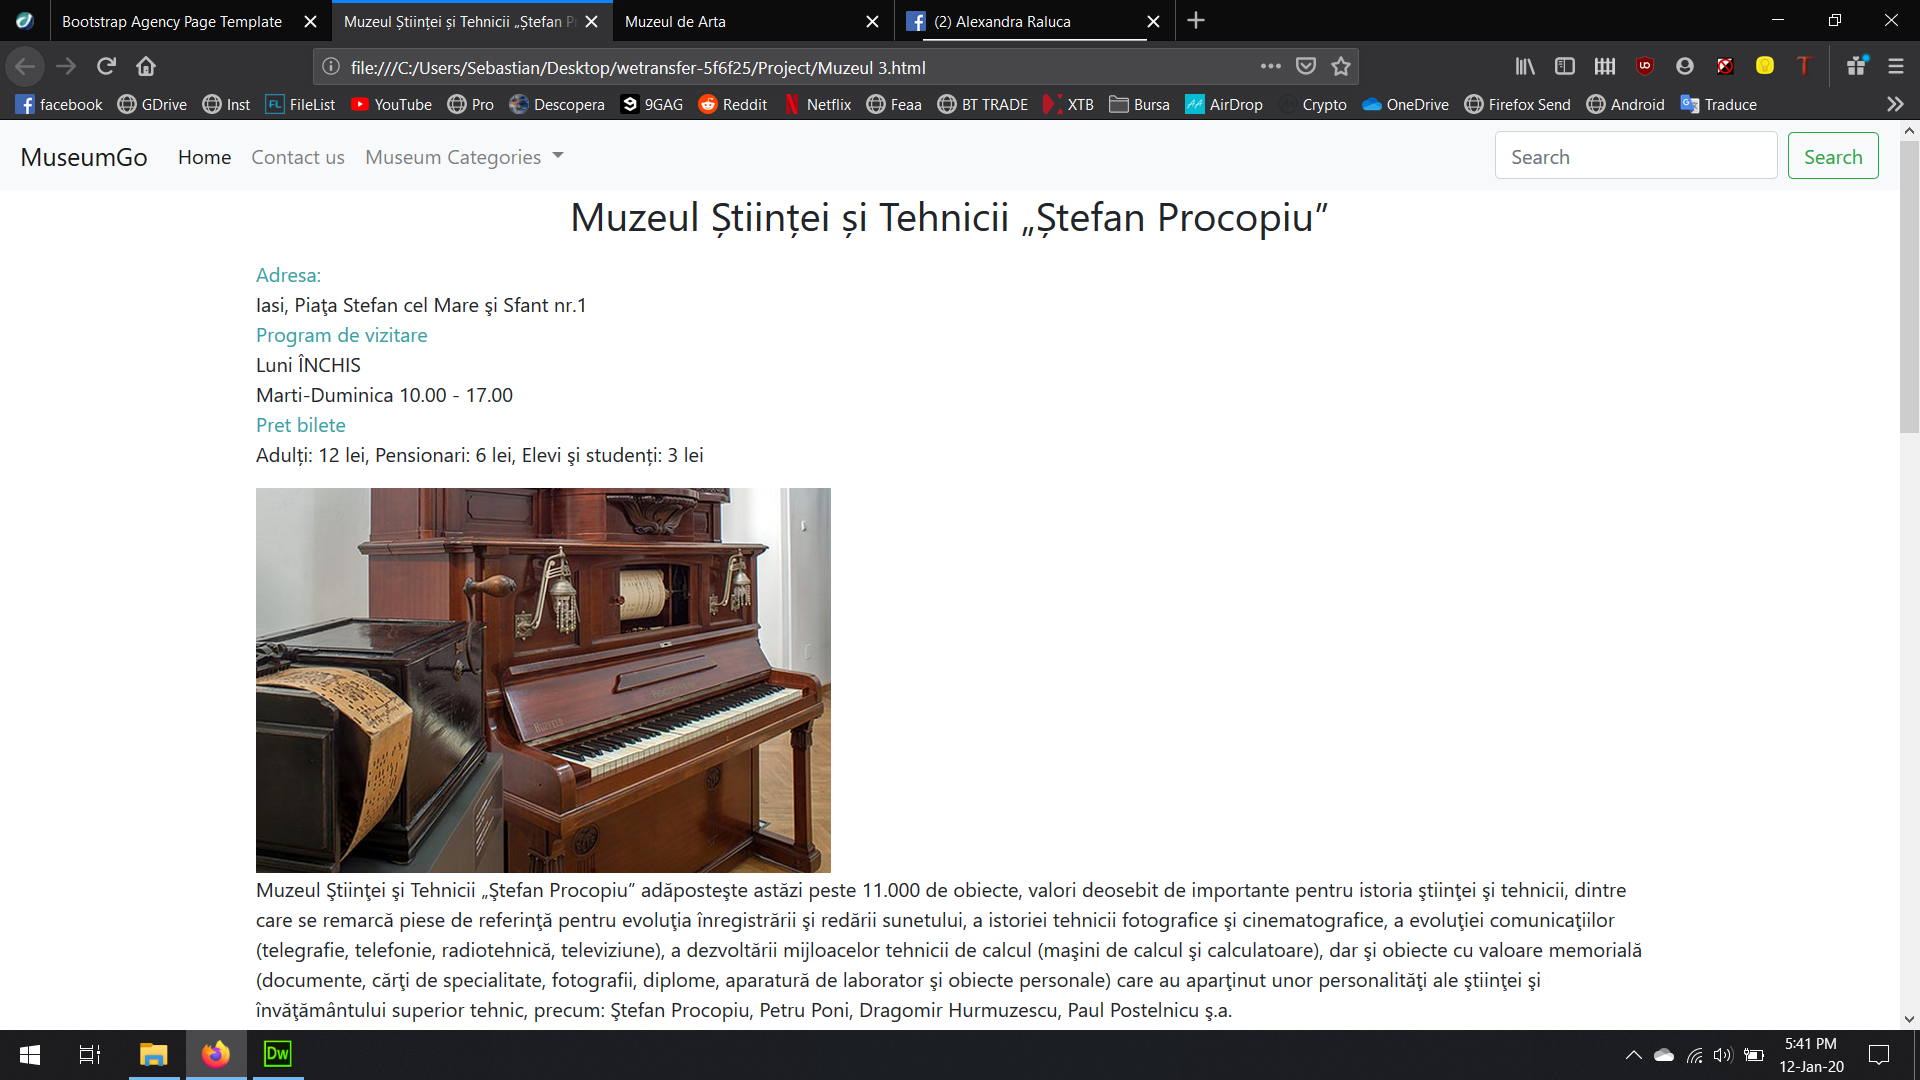 Bootstrap Agency Page Template
Muzeul Științei și Tehnicii „Ștefan P
Muzeul de Arta
(2) Alexandra Raluca
file:///C:/Users/Sebastian/Desktop/wetransfer-5f6f25/Project/Muzeul 3.html
facebook GDrive Inst FileList YouTube Pro Descopera 9GAG Reddit Netflix Feaa BT TRADE XTB Bursa AirDrop Crypto OneDrive Firefox Send Android Traduce
MuseumGo Home Contact us Museum Categories Search Search
Muzeul Științei și Tehnicii „Ștefan Procopiu”
Adresa:
Iasi, Piaţa Stefan cel Mare şi Sfant nr.1
Program de vizitare
Luni ÎNCHIS
Marti-Duminica 10.00 - 17.00
Pret bilete
Adulți: 12 lei, Pensionari: 6 lei, Elevi şi studenți: 3 lei
HUPFELD
Muzeul Ştiinţei şi Tehnicii „Ştefan Procopiu” adăposteşte astăzi peste 11.000 de obiecte, valori deosebit de importante pentru istoria ştiinţei şi tehnicii, dintre
care se remarcă piese de referinţă pentru evoluţia înregistrării şi redării sunetului, a istoriei tehnicii fotografice şi cinematografice, a evoluţiei comunicaţiilor
(telegrafie, telefonie, radiotehnică, televiziune), a dezvoltării mijloacelor tehnicii de calcul (maşini de calcul şi calculatoare), dar şi obiecte cu valoare memorială
(documente, cărţi de specialitate, fotografii, diplome, aparatură de laborator şi obiecte personale) care au aparţinut unor personalităţi ale ştiinţei şi
învăţământului superior tehnic, precum: Ştefan Procopiu, Petru Poni, Dragomir Hurmuzescu, Paul Postelnicu ş.a.
Dw
5:41 PM
12-Jan-20